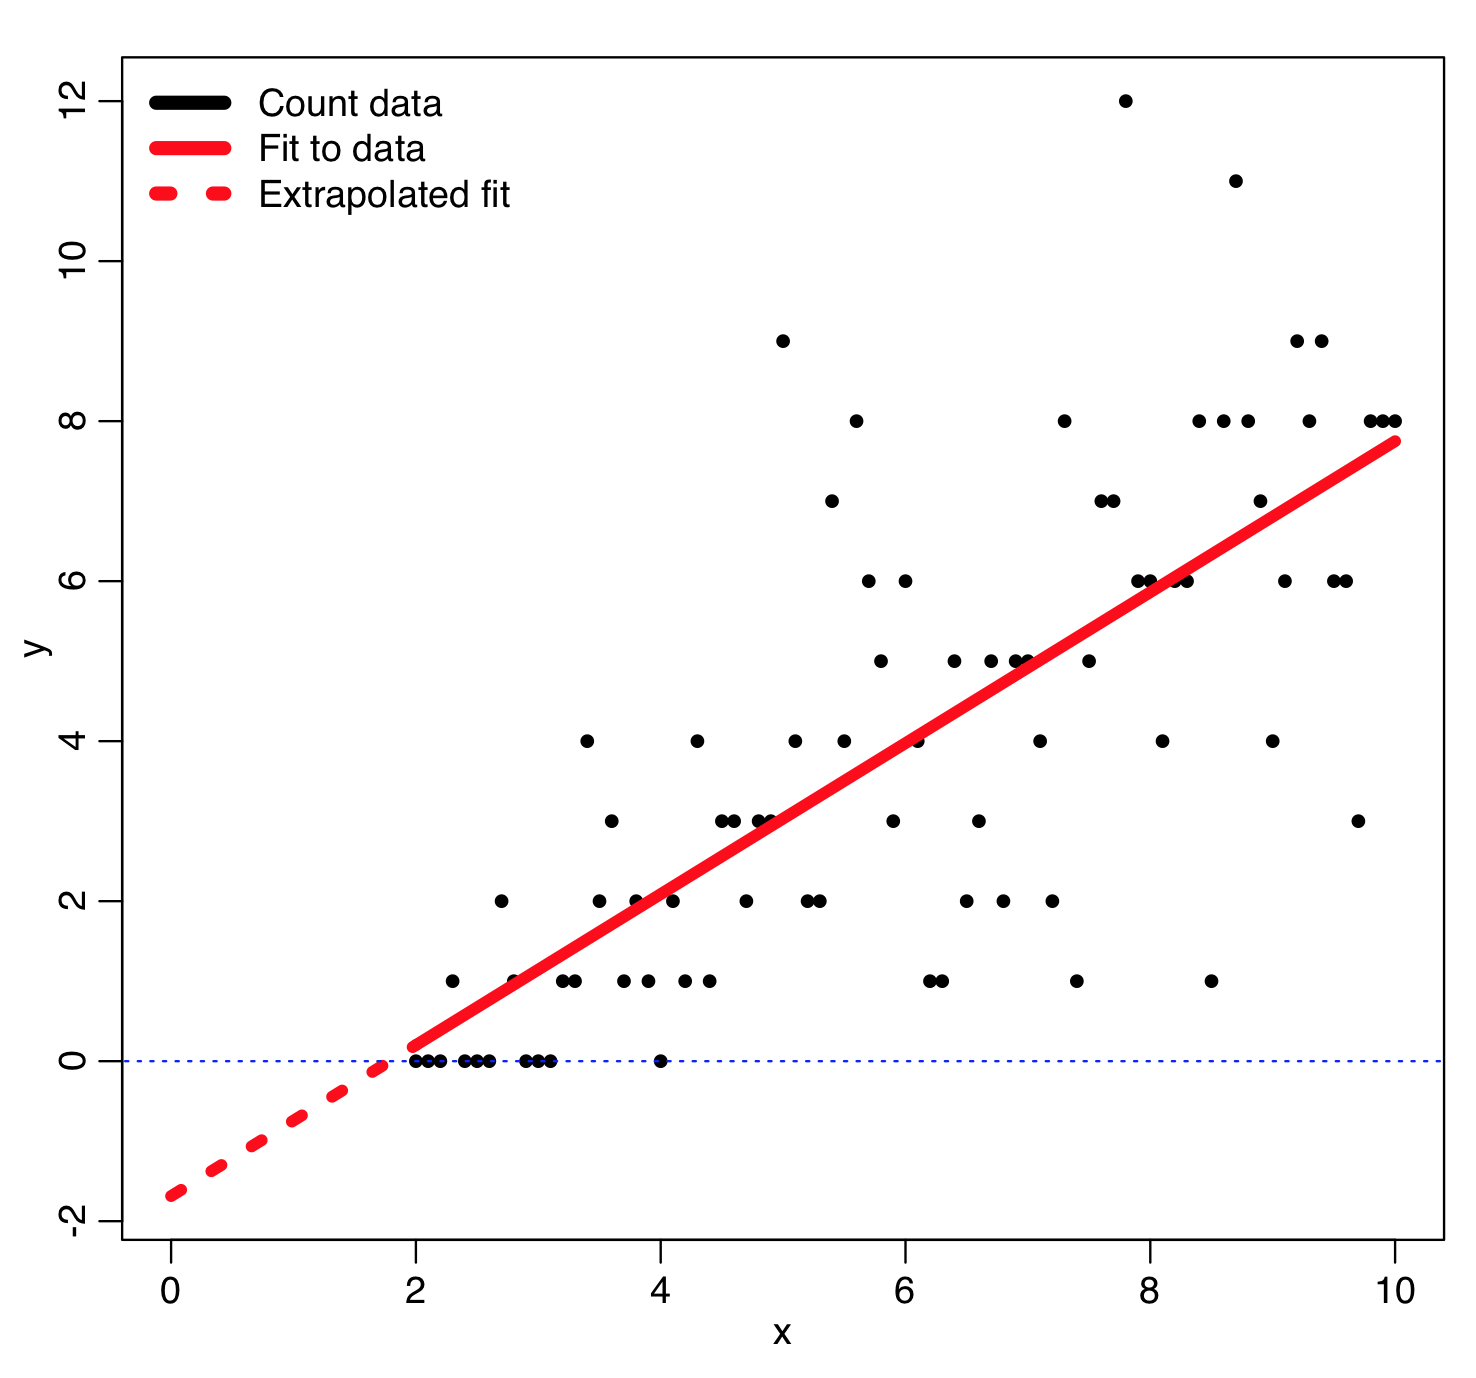 Count data
Fit to data
Extrapolated fit
12
10
8
6
4
2
0
-2
y
0 2 4 6 8 10
x